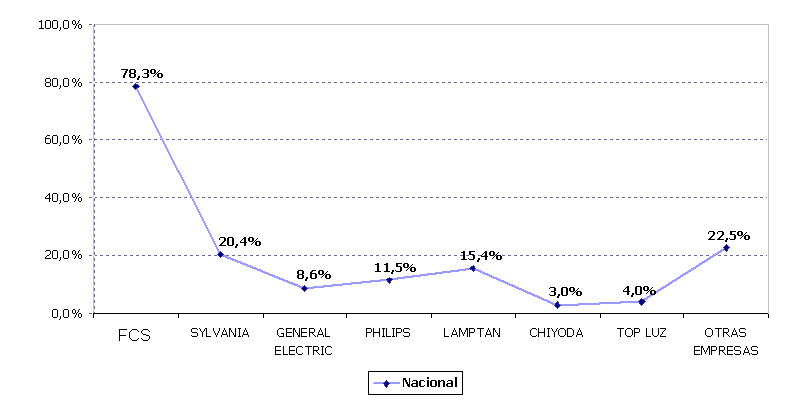 100,0%
80,0%
60,0%
40,0%
20,0%
0,0%
78,3%
20,4%
8,6%
11,5%
15,4%
3,0%
4,0%
22,5%
FCS
SYLVANIA
GENERAL
ELECTRIC
PHILIPS
LAMPTAN
CHIYODA
TOP LUZ
OTRAS
EMPRESAS
Nacional